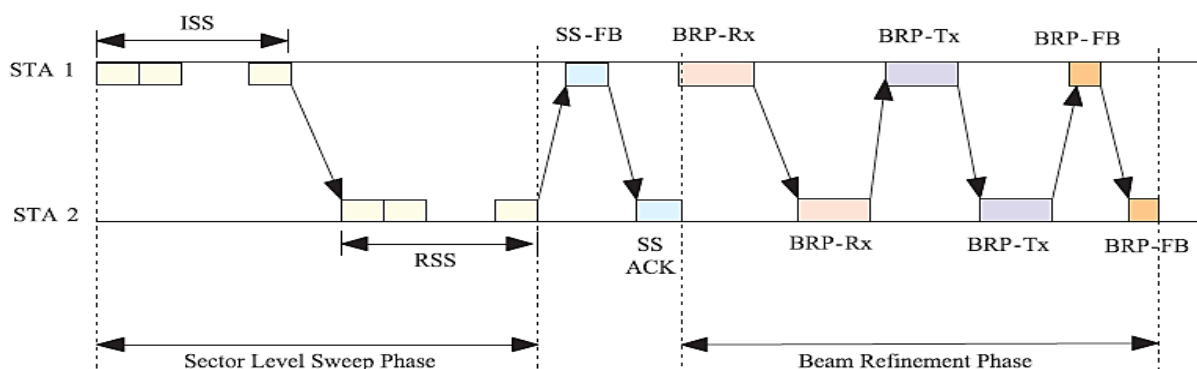 ISS
SS-FB
BRP-Rx
BRP-Tx
BRP-FB
STA 1
STA 2
RSS
SS
ACK
BRP-Rx
BRP-Tx
BRP-FB
Sector Level Sweep Phase
Beam Refinement Phase